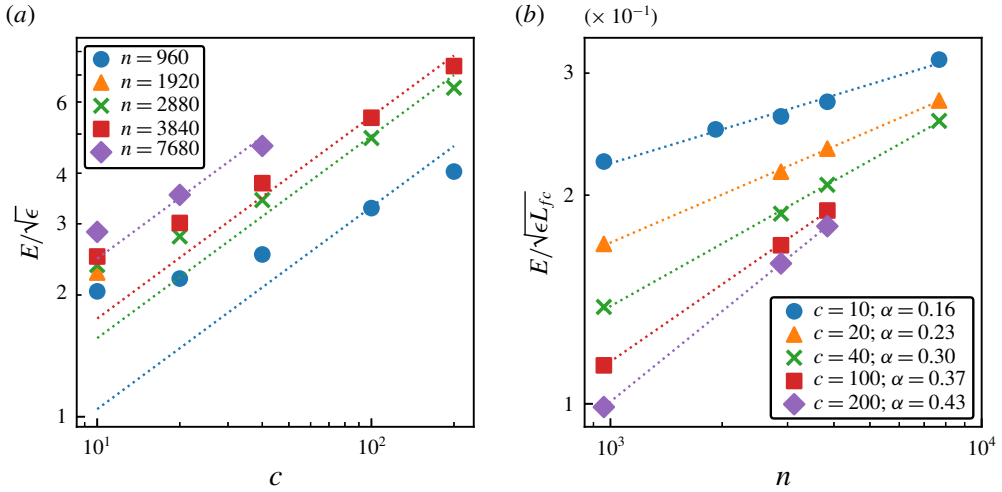 (a)
E/√ϵ
7
6
4
3
2
1
10¹
10²
c
n = 960
n = 1920
n = 2880
n = 3840
n = 7680
(b)
(× 10⁻¹)
E/√ϵL_fc
3
2
1
10³
10⁴
n
c = 10; α = 0.16
c = 20; α = 0.23
c = 40; α = 0.30
c = 100; α = 0.37
c = 200; α = 0.43